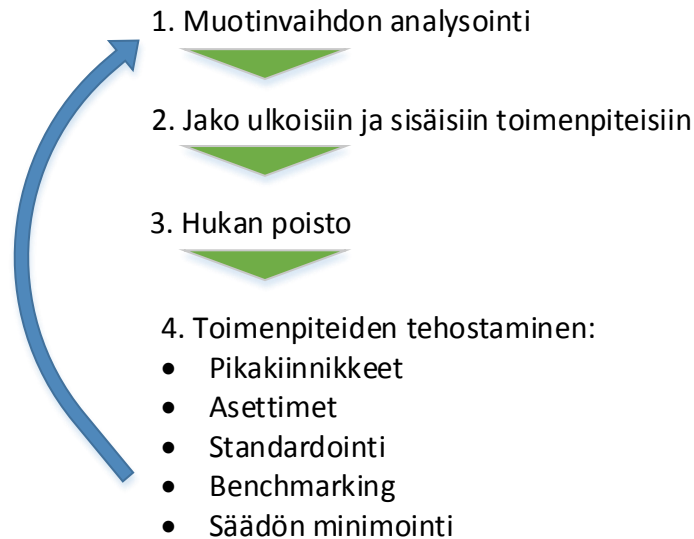 1. Muotinvaihdon analysointi
2. Jako ulkoisiin ja sisäisiin toimenpiteisiin
3. Hukan poisto
4. Toimenpiteiden tehostaminen:
• Pikakiinnikkeet
• Asettimet
• Standardointi
• Benchmarking
• Säädön minimointi